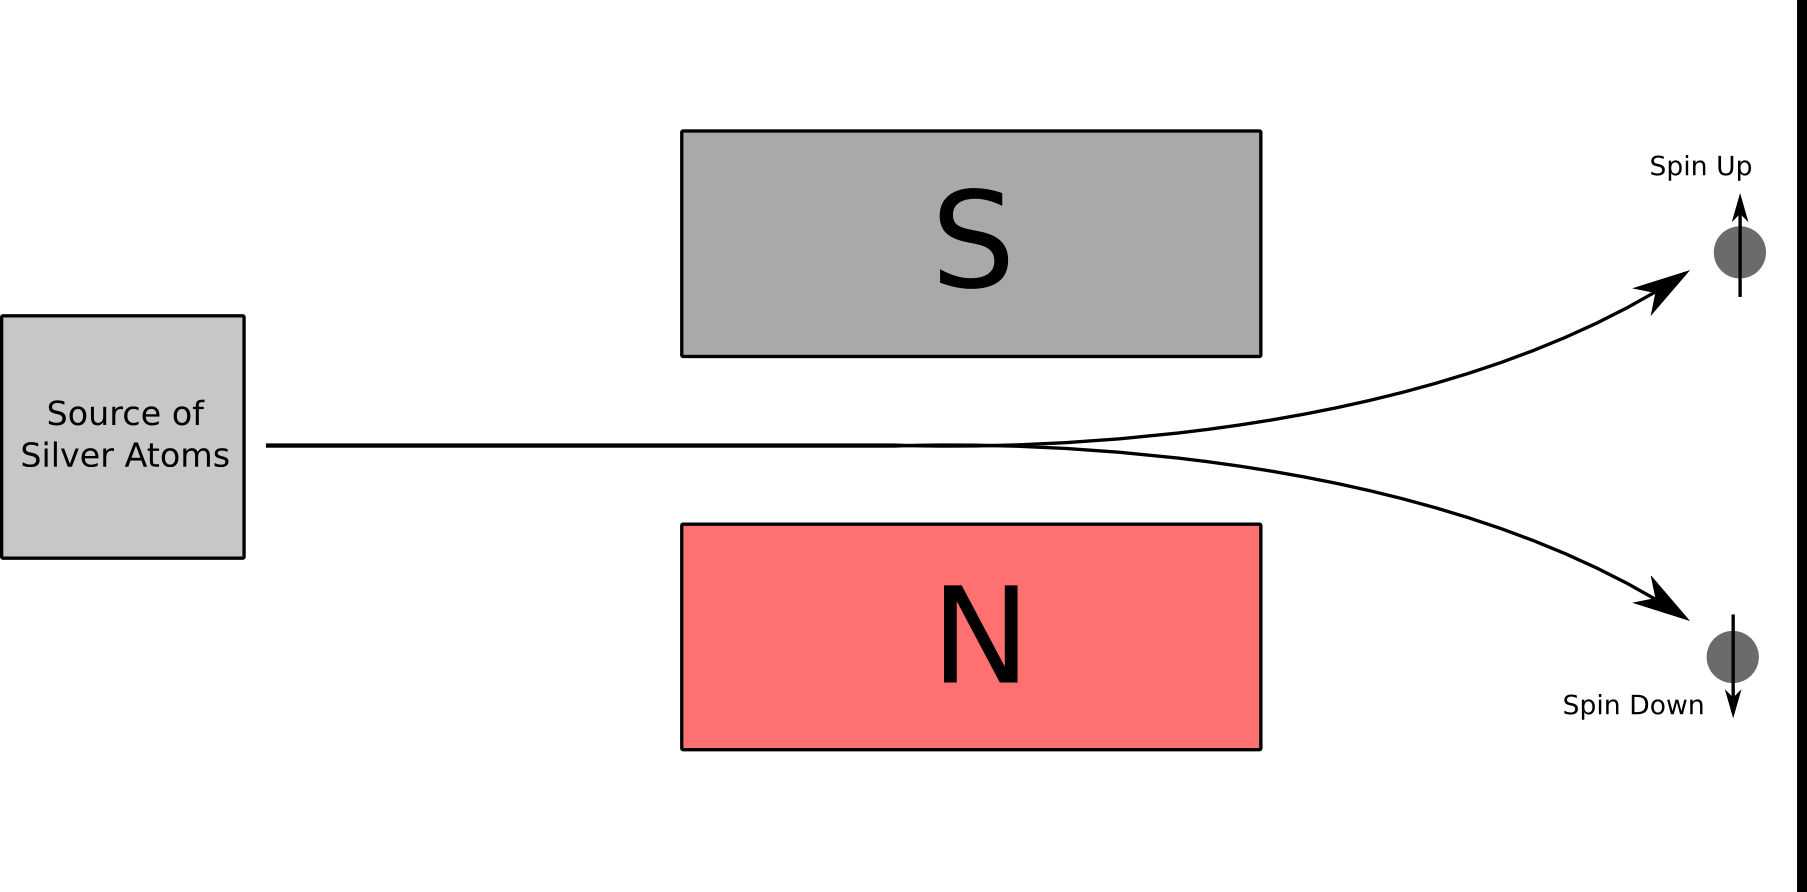 Spin Up
S
Source of
Silver Atoms
N
Spin Down